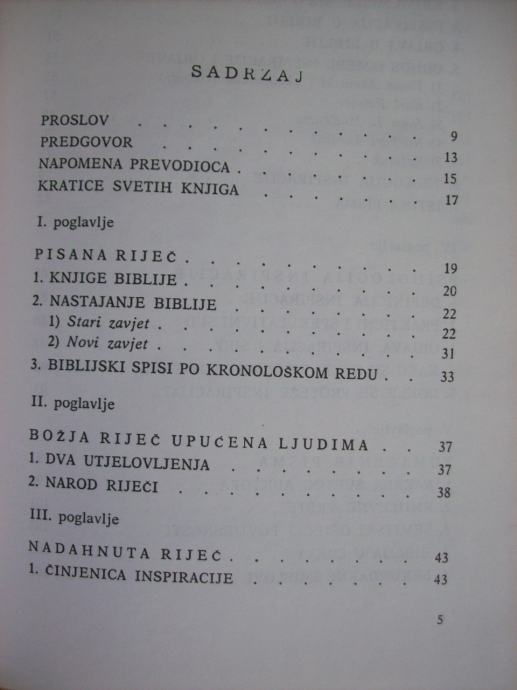 SADRŽAJ
PROSLOV . . . . . . . . . 9
PREDGOVOR . . . . . . . . 13
NAPOMENA PREVODIOCA . . . . . . 15
KRATICE SVETIH KNJIGA . . . . . . 17
I. poglavlje
PISANA RIJEČ . . . . . . . . 19
1. KNJIGE BIBLIJE . . . . . . . . 20
2. NASTAJANJE BIBLIJE . . . . . . 22
1) Stari zavjet . . . . . . . . 22
2) Novi zavjet . . . . . . . . 31
3. BIBLIJSKI SPISI PO KRONOLOŠKOM REDU . . 33
II. poglavlje
BOŽJA RIJEČ UPUĆENA LJUDIMA . . 37
1. DVA UTJELOVLJENJA . . . . . . 37
2. NAROD RIJEČI . . . . . . . . 38
III. poglavlje
NADAHNUTA RIJEČ . . . . . . 43
1. ČINJENICA INSPIRACIJE . . . . . . 43
5